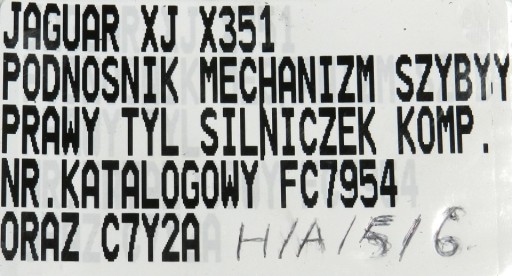 JAGUAR XJ X351
PODNOSNIK MECHANIZM SZYBYY
PRAWY TYL SILNICZEK KOMP.
NR.KATALOGOWY FC7954
ORAZ C7Y2A H/A/5/6